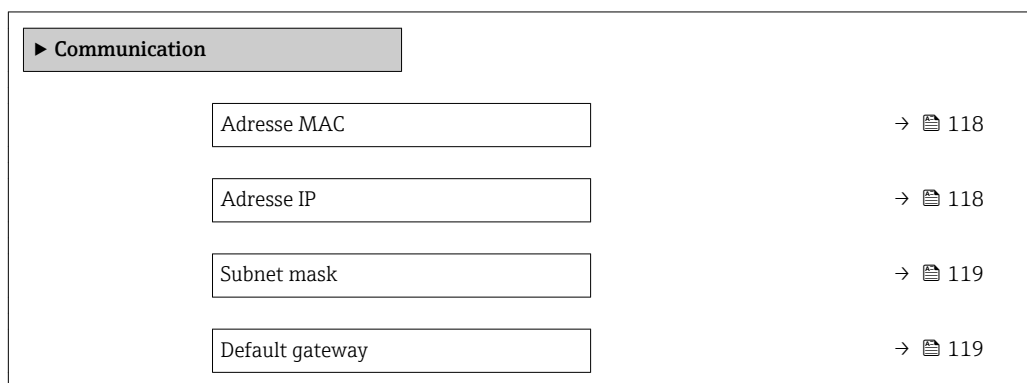 ▶ Communication
Adresse MAC → 118
Adresse IP → 118
Subnet mask → 119
Default gateway → 119